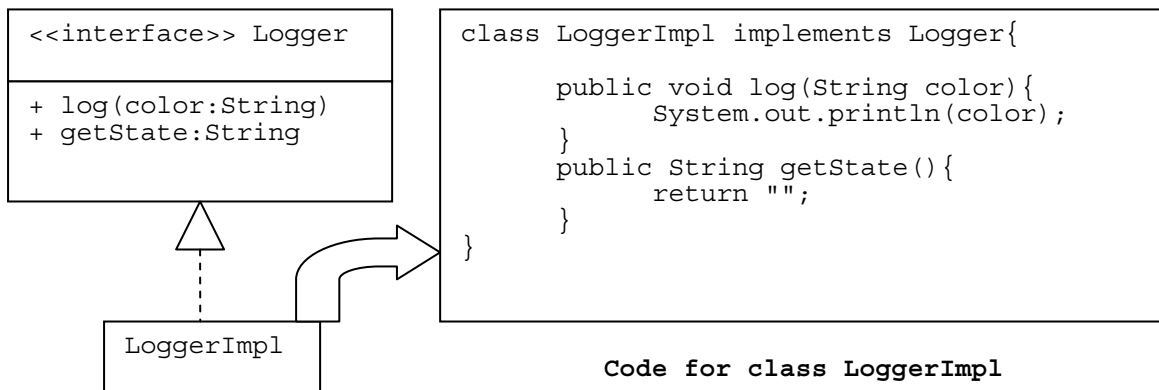 <<interface>> Logger
+ log(color:String)
+ getState:String
LoggerImpl
class LoggerImpl implements Logger{
public void log(String color){
System.out.println(color);
}
public String getState(){
return "";
}
}
Code for class LoggerImpl